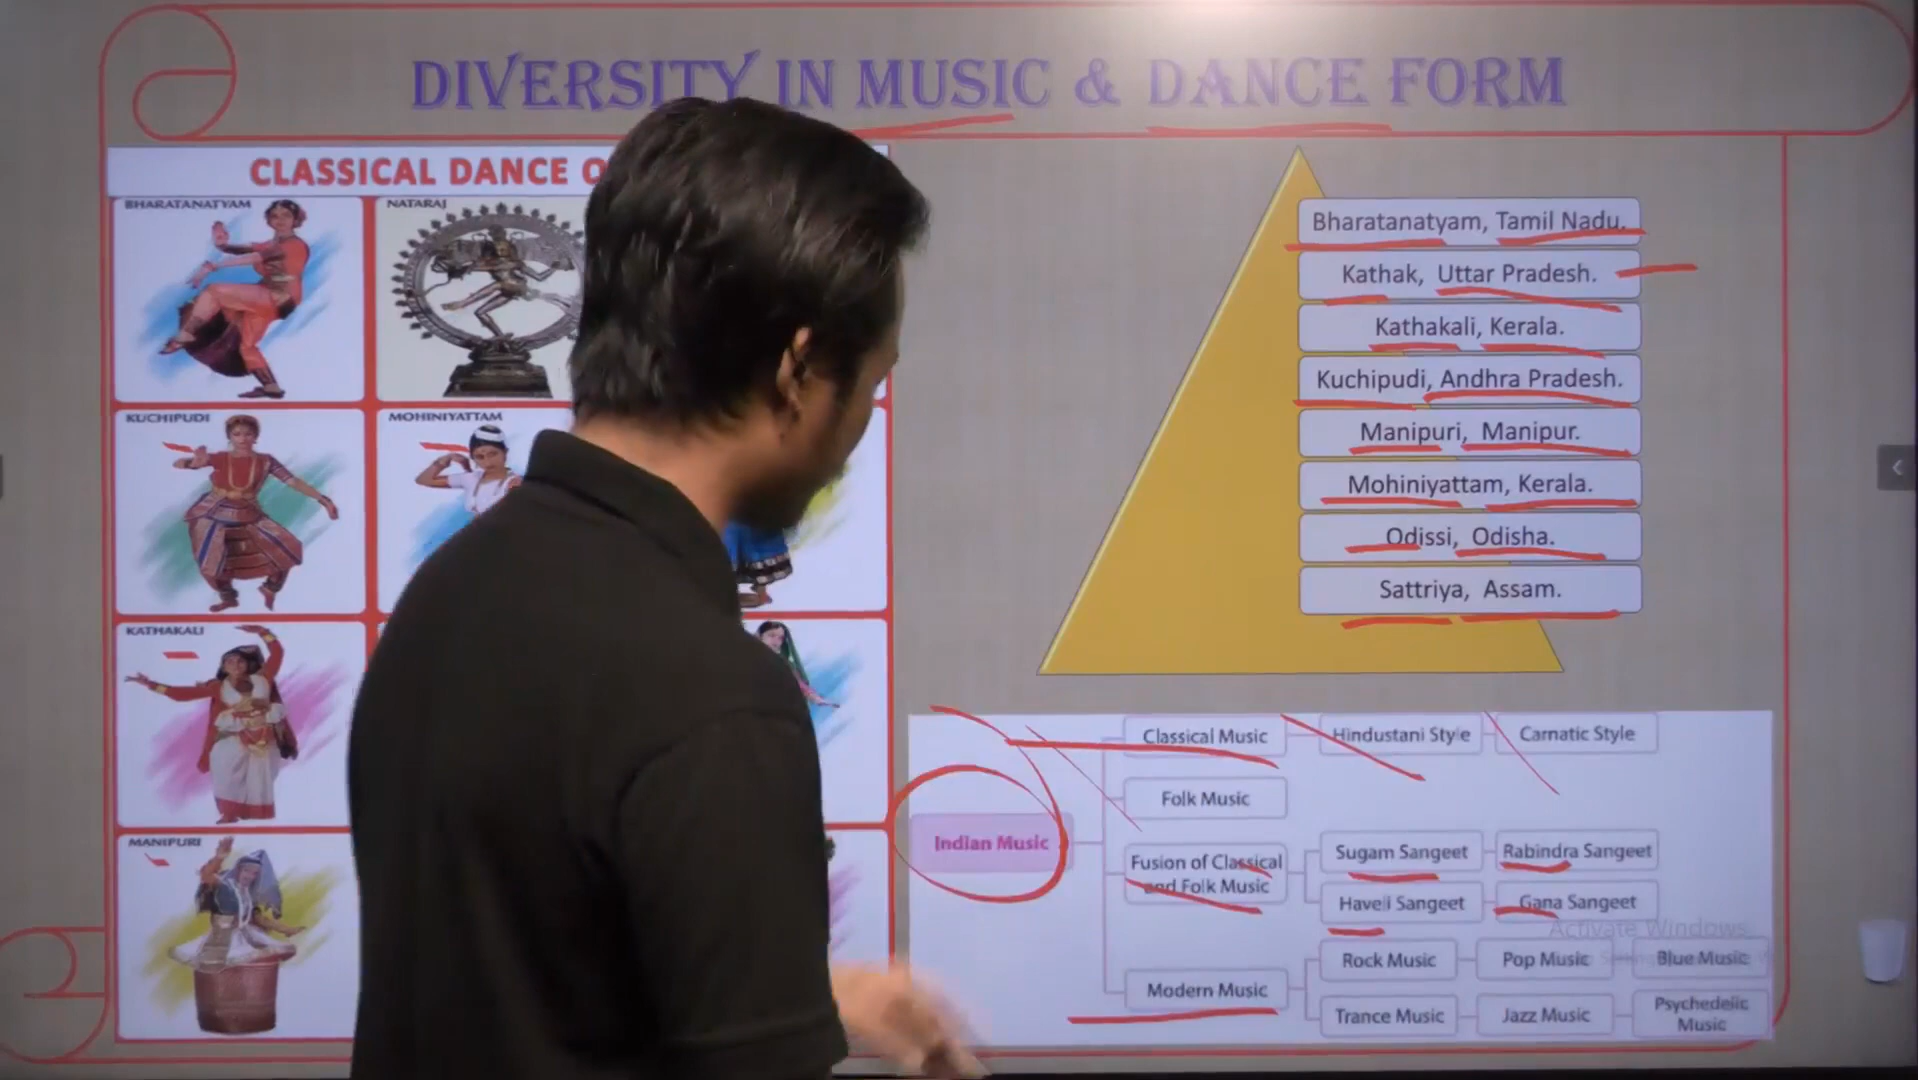 DIVERSITY IN MUSIC & DANCE FORM
CLASSICAL DANCE
BHARATANATYAM
NATARAJ
KUCHIPUDI
MOHINIYATTAM
KATHAKALI
MANIPURI
Bharatanatyam, Tamil Nadu.
Kathak, Uttar Pradesh.
Kathakali, Kerala.
Kuchipudi, Andhra Pradesh.
Manipuri, Manipur.
Mohiniyattam, Kerala.
Odissi, Odisha.
Sattriya, Assam.
Indian Music
Classical Music
Hindustani Style
Carnatic Style
Folk Music
Fusion of Classical
and Folk Music
Sugam Sangeet
Rabindra Sangeet
Haveli Sangeet
Gana Sangeet
Modern Music
Rock Music
Pop Music
Blue Music
Trance Music
Jazz Music
Psychedelic
Music
Activate Windows